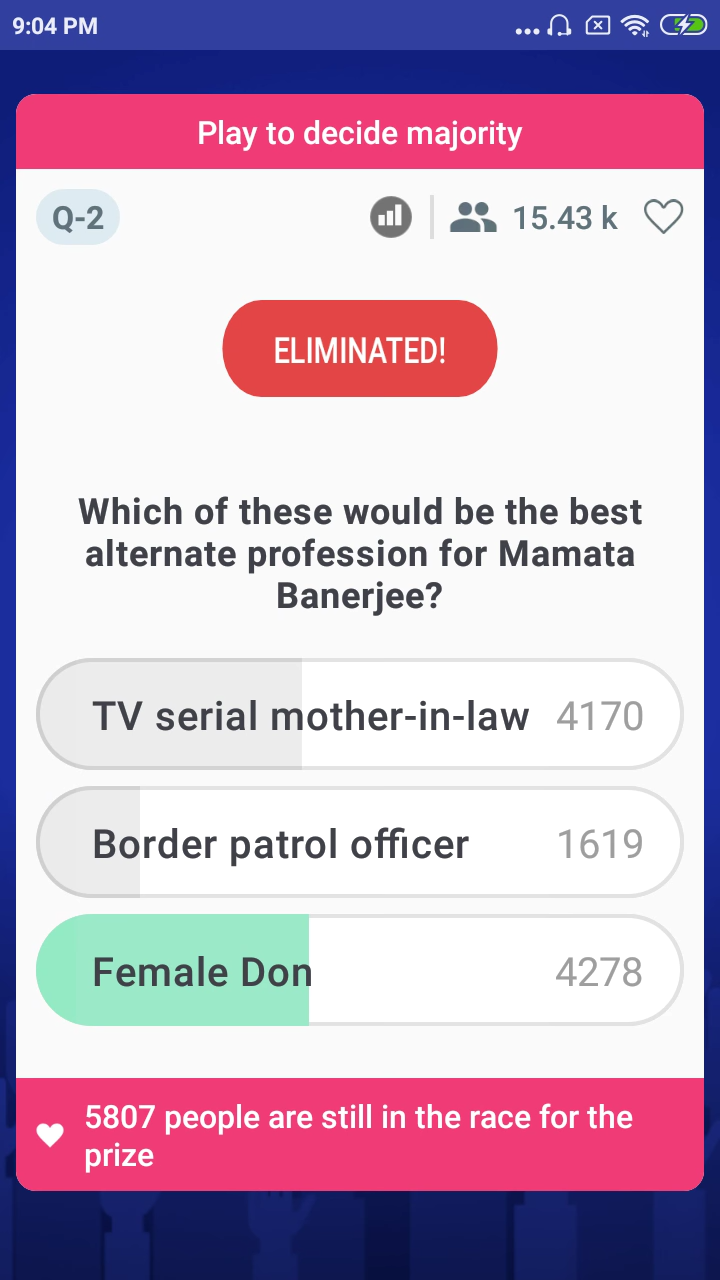 9:04 PM
Play to decide majority
Q-2
15.43 k
ELIMINATED!
Which of these would be the best
alternate profession for Mamata
Banerjee?
TV serial mother-in-law 4170
Border patrol officer 1619
Female Don 4278
5807 people are still in the race for the
prize